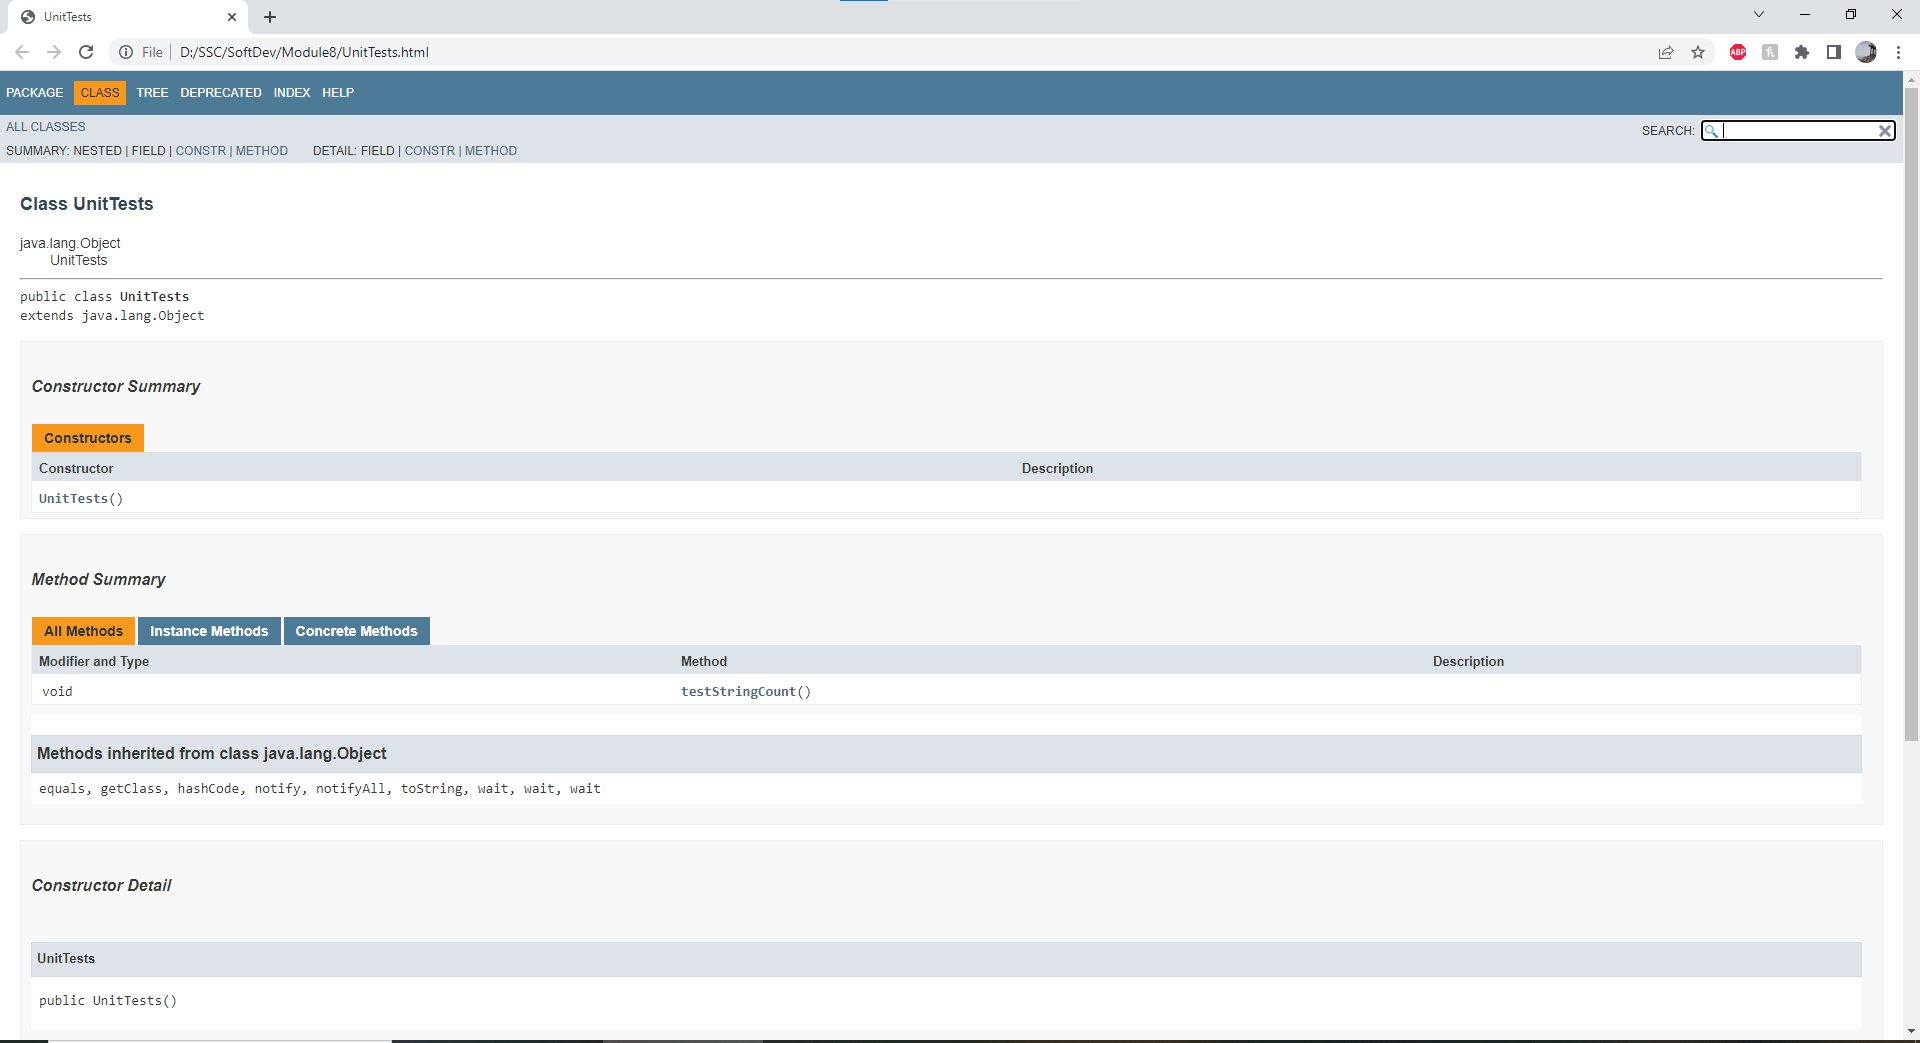 UnitTests
File
D:/SSC/SoftDev/Module8/UnitTests.html
ABP
PACKAGE CLASS TREE DEPRECATED INDEX HELP
ALL CLASSES
SEARCH:
SUMMARY: NESTED | FIELD | CONSTR | METHOD DETAIL: FIELD | CONSTR | METHOD
Class UnitTests
java.lang.Object
UnitTests
public class UnitTests
extends java.lang.Object
Constructor Summary
Constructors
Constructor Description
UnitTests()
Method Summary
All Methods Instance Methods Concrete Methods
Modifier and Type Method Description
void testStringCount()
Methods inherited from class java.lang.Object
equals, getClass, hashCode, notify, notifyAll, toString, wait, wait, wait
Constructor Detail
UnitTests
public UnitTests()